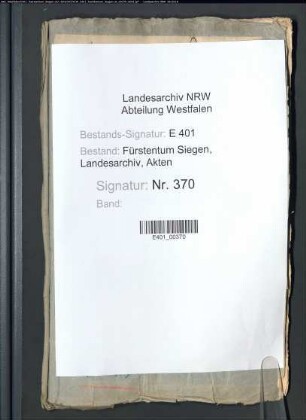 Landesarchiv NRW
Abteilung Westfalen
Bestands-Signatur: E 401
Bestand: Fürstentum Siegen,
Landesarchiv, Akten
Signatur: Nr. 370
Band:
E401_00370